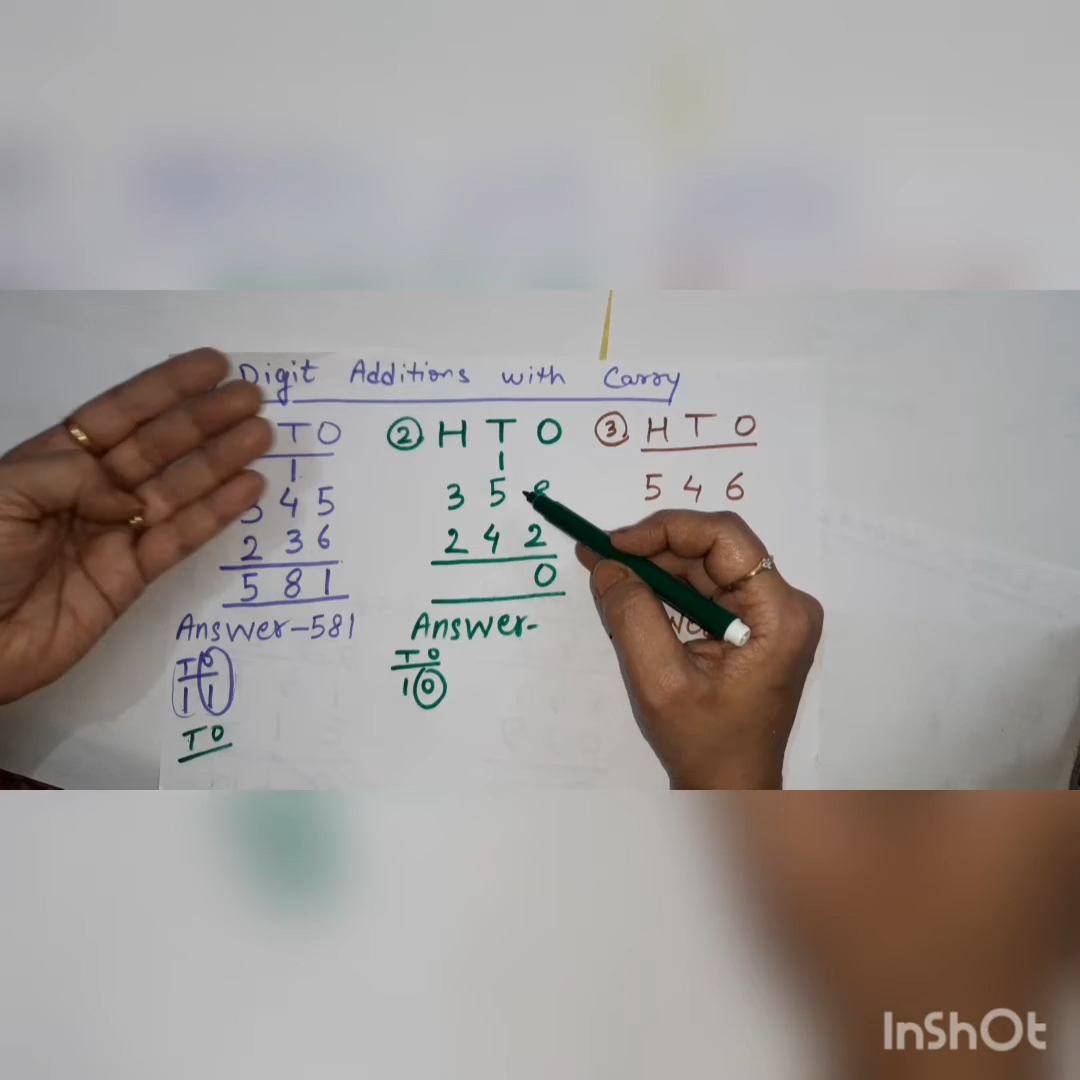 Digit Additions with Carry
T O
1
3 4 5
2 3 6
5 8 1
Answer-581
T O
1 1
T O
② H T O
1
3 5
2 4 2
0
Answer-
T O
1 0
③ H T O
5 4 6
InShOt